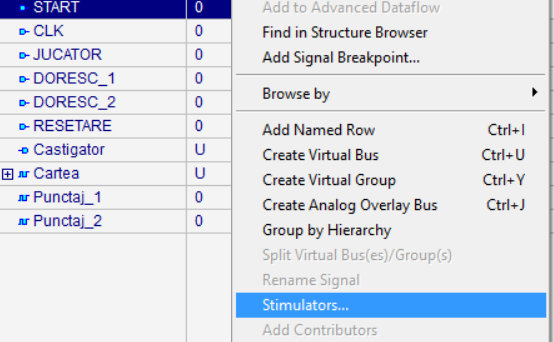 START 0
CLK 0
JUCATOR 0
DORESC_1 0
DORESC_2 0
RESETARE 0
Castigator U
Cartea U
Punctaj_1 0
Punctaj_2 0
Add to Advanced Dataflow
Find in Structure Browser
Add Signal Breakpoint...
Browse by
Add Named Row Ctrl+I
Create Virtual Bus Ctrl+U
Create Virtual Group Ctrl+Y
Create Analog Overlay Bus Ctrl+J
Group by Hierarchy
Split Virtual Bus(es)/Group(s)
Rename Signal
Stimulators...
Add Contributors